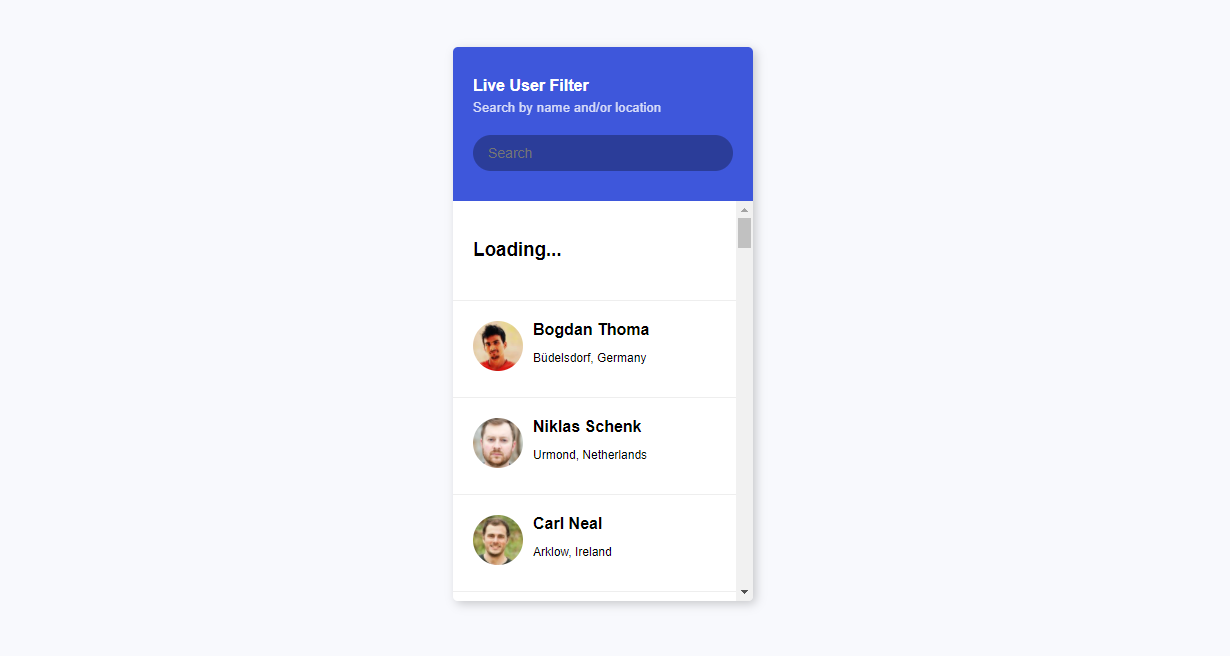 Live User Filter
Search by name and/or location
Search
Loading...
Bogdan Thoma
Büdelsdorf, Germany
Niklas Schenk
Urmond, Netherlands
Carl Neal
Arklow, Ireland